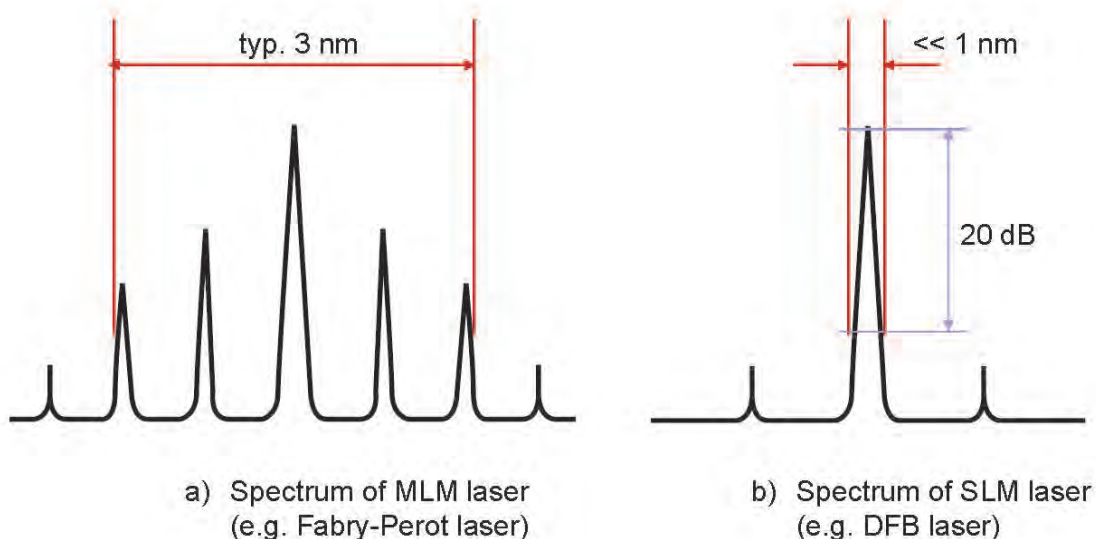 typ. 3 nm
<< 1 nm
20 dB
a) Spectrum of MLM laser
(e.g. Fabry-Perot laser)
b) Spectrum of SLM laser
(e.g. DFB laser)